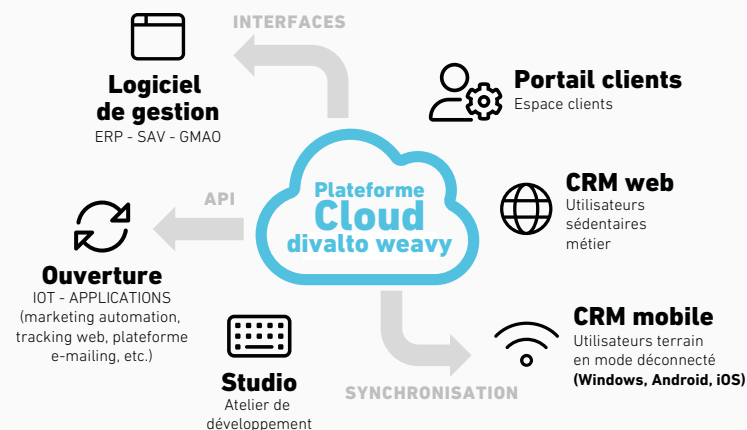 INTERFACES
Logiciel
de gestion
ERP - SAV - GMAO
Portail clients
Espace clients
Plateforme
Cloud
divalto weavy
API
CRM web
Utilisateurs
sédentaires
métier
Ouverture
IOT - APPLICATIONS
(marketing automation,
tracking web, plateforme
e-mailing, etc.)
CRM mobile
Utilisateurs terrain
en mode déconnecté
(Windows, Android, iOS)
Studio
Atelier de
développement
SYNCHRONISATION